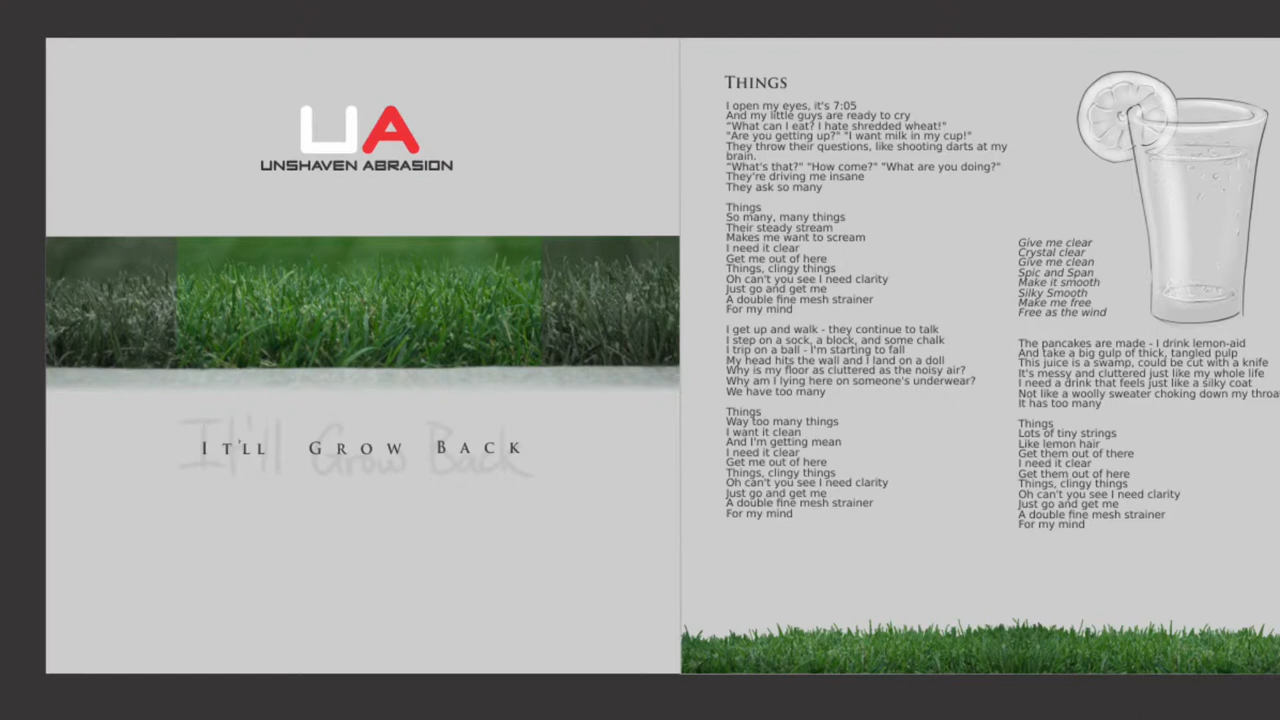 UA
UNSHAVEN ABRASION
It'll Grow Back
It'll Grow Back
THINGS
I open my eyes, it's 7:05
And my little guys are ready to cry
"What can I eat? I hate shredded wheat!"
"Are you getting up?" "I want milk in my cup!"
They throw their questions, like shooting darts at my
brain.
"What's that?" "How come?" "What are you doing?"
They're driving me insane
They ask so many
Things
So many, many things
Their steady stream
Makes me want to scream
I need it clear
Get me out of here
Things, clingy things
Oh can't you see I need clarity
Just go and get me
A double fine mesh strainer
For my mind
I get up and walk - they continue to talk
I step on a sock, a block, and some chalk
I trip on a ball - I'm starting to fall
My head hits the wall and I land on a doll
Why is my floor as cluttered as the noisy air?
Why am I lying here on someone's underwear?
We have too many
Things
Way too many things
I want it clean
And I'm getting mean
I need it clear
Get me out of here
Things, clingy things
Oh can't you see I need clarity
Just go and get me
A double fine mesh strainer
For my mind
Give me clear
Crystal clear
Give me clean
Spic and Span
Make it smooth
Silky Smooth
Make me free
Free as the wind
The pancakes are made - I drink lemon-aid
And take a big gulp of thick, tangled pulp
This juice is a swamp, could be cut with a knife
It's messy and cluttered just like my whole life
I need a drink that feels just like a silky coat
Not like a woolly sweater choking down my throa
It has too many
Things
Lots of tiny strings
Like lemon hair
Get them out of there
I need it clear
Get them out of here
Things, clingy things
Oh can't you see I need clarity
Just go and get me
A double fine mesh strainer
For my mind